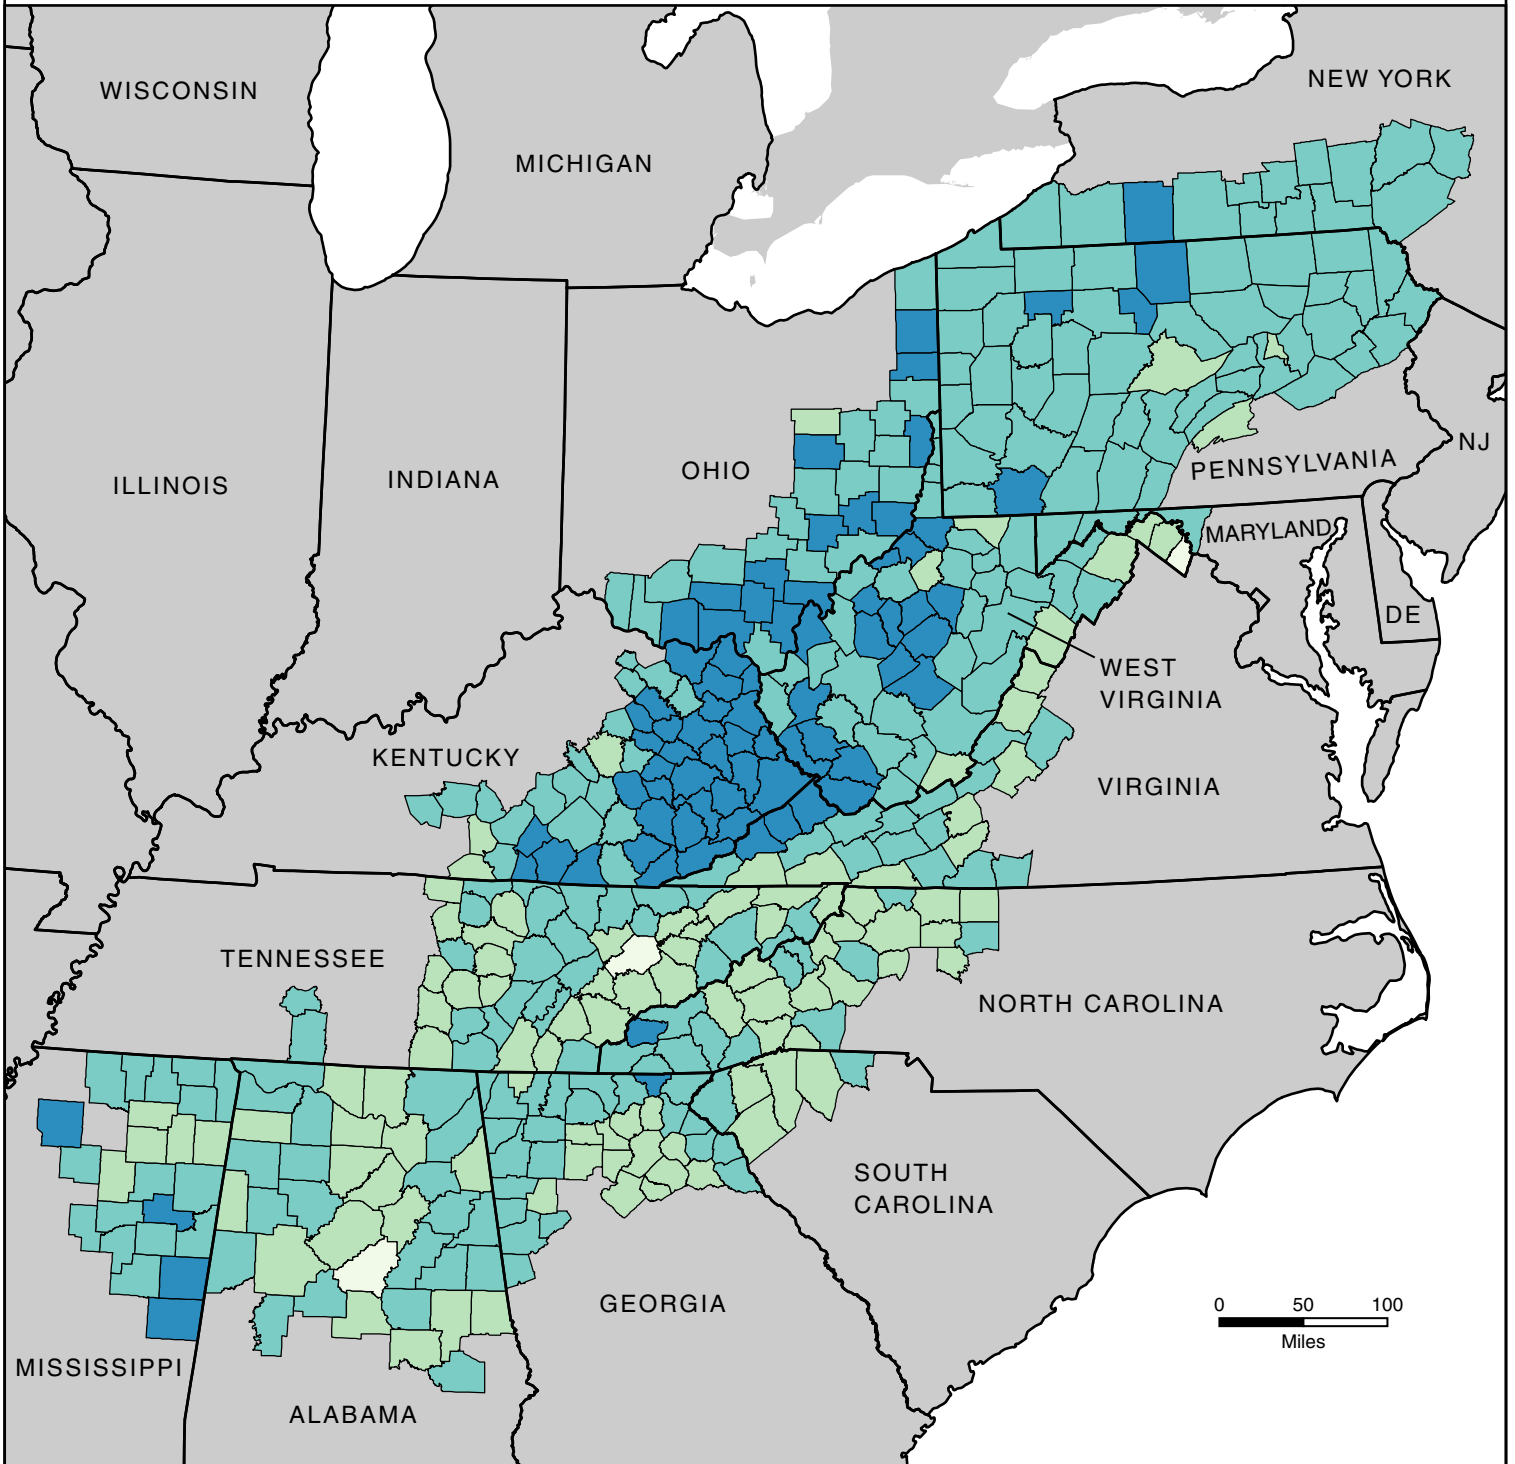 NEW YORK
WISCONSIN
MICHIGAN
NJ
PENNSYLVANIA
OHIO
INDIANA
ILLINOIS
MARYLAND
DE
WEST
VIRGINIA
KENTUCKY
VIRGINIA
TENNESSEE
NORTH CAROLINA
SOUTH
CAROLINA
GEORGIA
0 50 100
Miles
MISSISSIPPI
ALABAMA